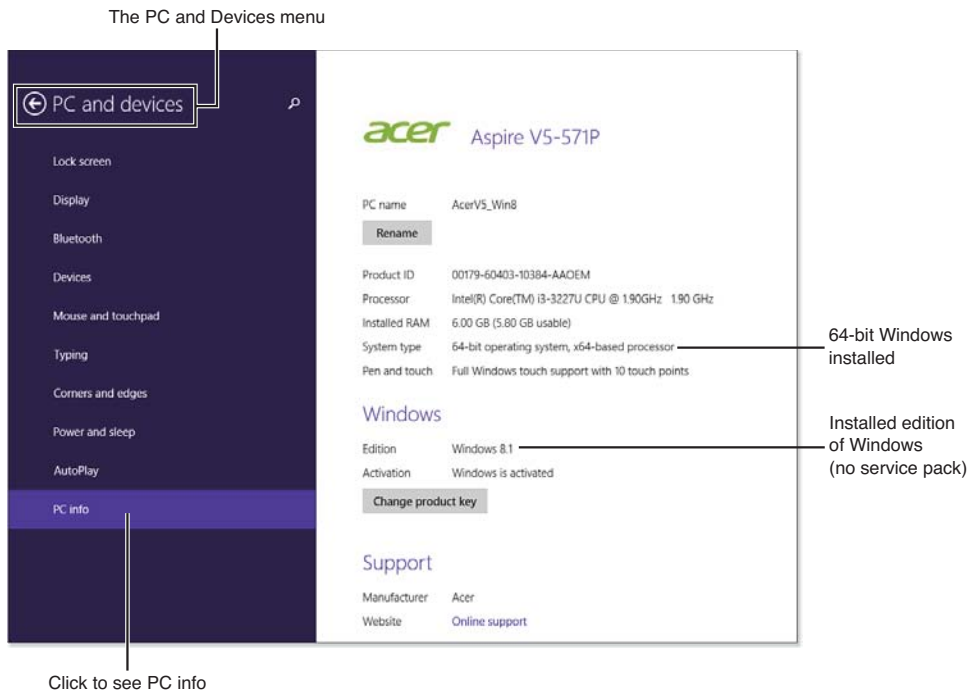 The PC and Devices menu
PC and devices
Lock screen
Display
Bluetooth
Devices
Mouse and touchpad
Typing
Corners and edges
Power and sleep
AutoPlay
PC info
acer Aspire V5-571P
PC name AcerV5_Win8
Rename
Product ID 00179-60403-10384-AAOEM
Processor Intel(R) Core(TM) i3-3227U CPU @ 1.90GHz 1.90 GHz
Installed RAM 6.00 GB (5.80 GB usable)
System type 64-bit operating system, x64-based processor
Pen and touch Full Windows touch support with 10 touch points
Windows
Edition Windows 8.1
Activation Windows is activated
Change product key
Support
Manufacturer Acer
Website Online support
64-bit Windows
installed
Installed edition
of Windows
(no service pack)
Click to see PC info